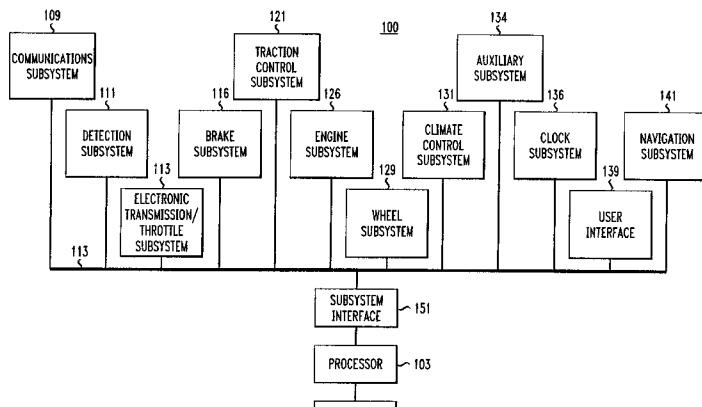 109
121
100
134
COMMUNICATIONS
SUBSYSTEM
TRACTION
CONTROL
SUBSYSTEM
AUXILIARY
SUBSYSTEM
111
116
126
131
136
141
DETECTION
SUBSYSTEM
BRAKE
SUBSYSTEM
ENGINE
SUBSYSTEM
CLIMATE
CONTROL
SUBSYSTEM
CLOCK
SUBSYSTEM
NAVIGATION
SUBSYSTEM
113
129
139
ELECTRONIC
TRANSMISSION/
THROTTLE
SUBSYSTEM
WHEEL
SUBSYSTEM
USER
INTERFACE
113
SUBSYSTEM
INTERFACE
151
PROCESSOR
103